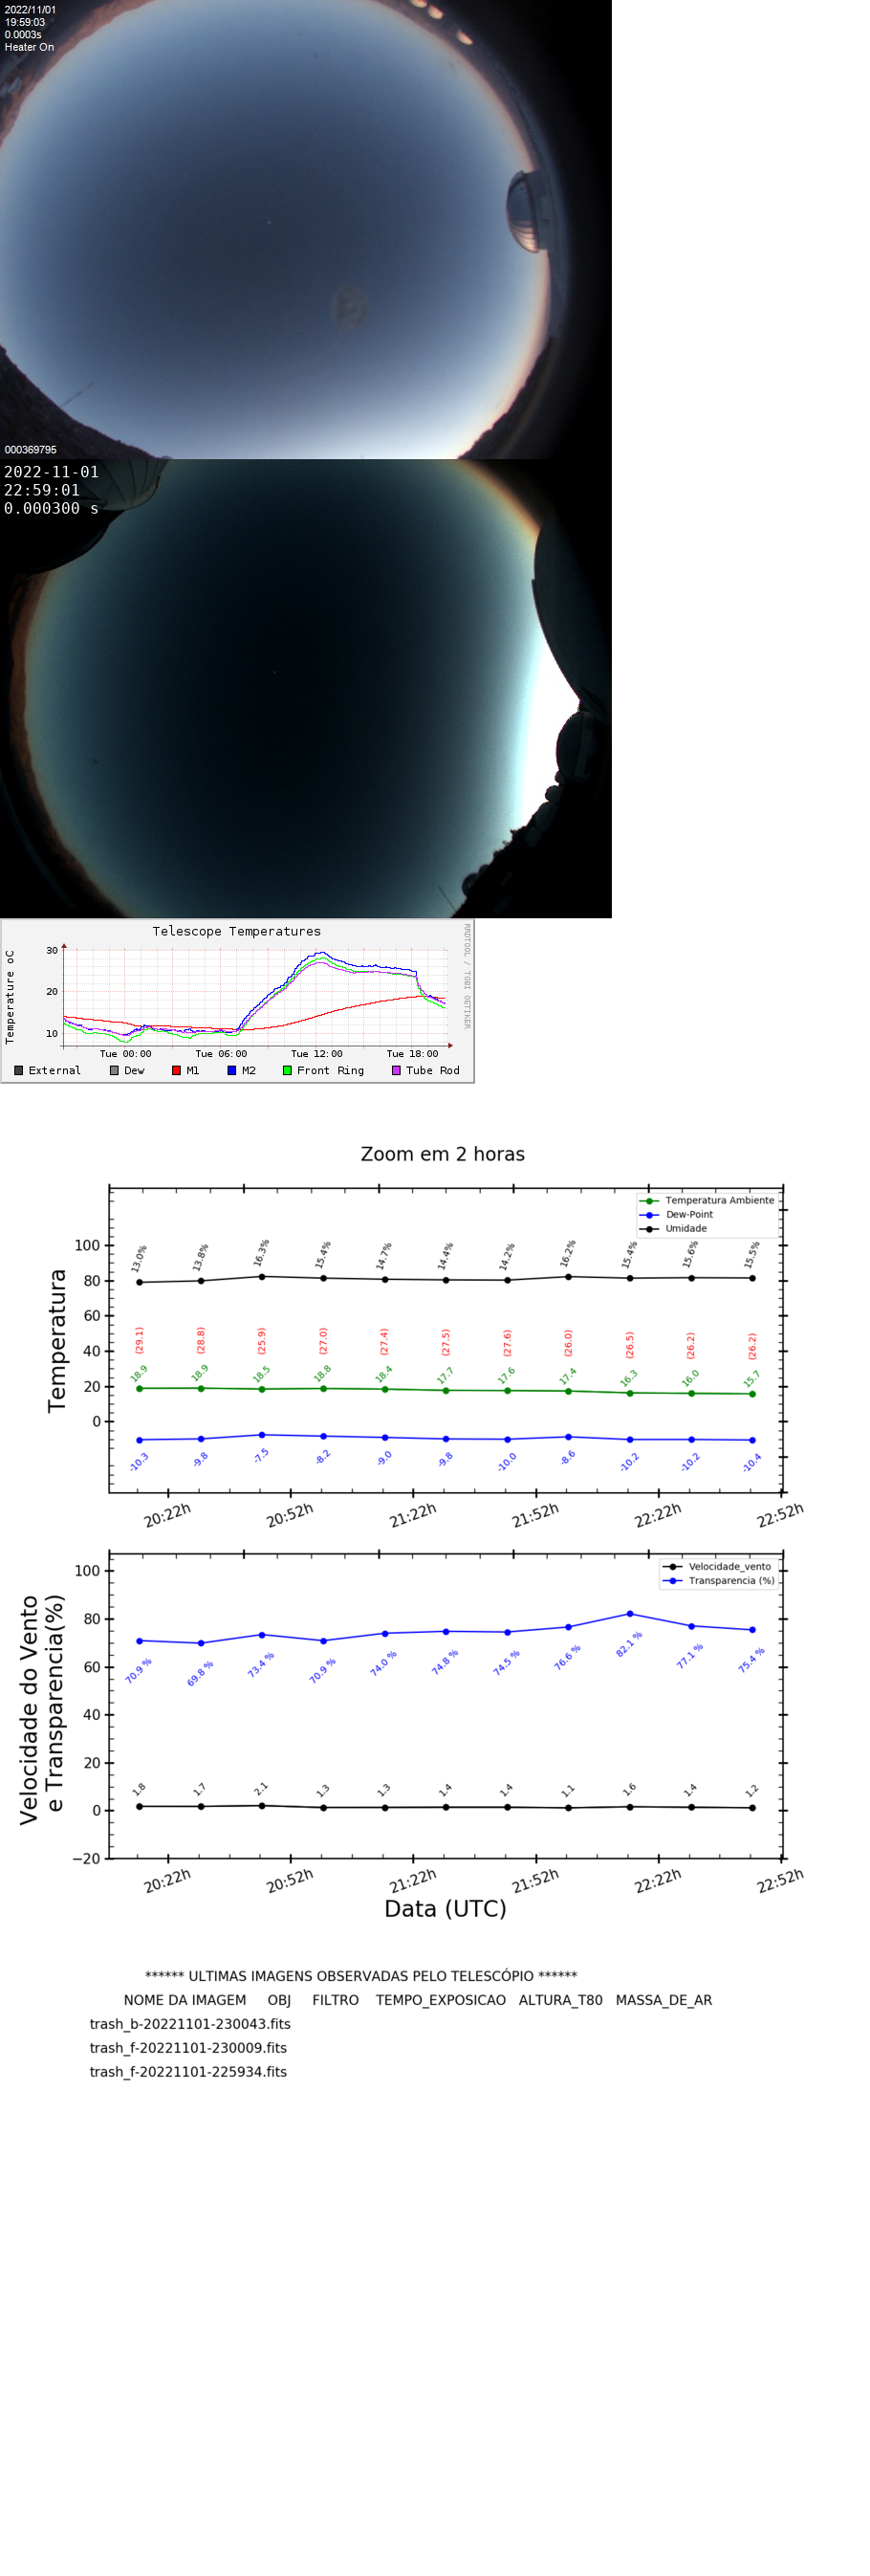 2022/11/01
19:59:03
0.0003s
Heater On
000369795
2022-11-01
22:59:01
0.000300 s
Telescope Temperatures
RRDTOOL / TOBI OETIKER
Temperature oC
30
20
10
Tue 00:00 Tue 06:00 Tue 12:00 Tue 18:00
External Dew M1 M2 Front Ring Tube Rod
Zoom em 2 horas
Temperatura Ambiente
Dew-Point
Umidade
Temperatura
100
80
60
40
20
0
13.0% 13.8% 16.3% 15.4% 14.7% 14.4% 14.2% 16.2% 15.4% 15.6% 15.5%
(29.1) (28.8) (25.9) (27.0) (27.4) (27.5) (27.6) (26.0) (26.5) (26.2) (26.2)
18.9 18.9 18.5 18.8 18.4 17.7 17.6 17.4 16.3 16.0 15.7
-10.3 -9.8 -7.5 -8.2 -9.0 -9.8 -10.0 -8.6 -10.2 -10.2 -10.4
20:22h 20:52h 21:22h 21:52h 22:22h 22:52h
Velocidade_vento
Transparencia (%)
Velocidade do Vento
e Transparencia(%)
100
80
60
40
20
0
−20
70.9 % 69.8 % 73.4 % 70.9 % 74.0 % 74.8 % 74.5 % 76.6 % 82.1 % 77.1 % 75.4 %
1.8 1.7 2.1 1.3 1.3 1.4 1.4 1.1 1.6 1.4 1.2
20:22h 20:52h 21:22h 21:52h 22:22h 22:52h
Data (UTC)
****** ULTIMAS IMAGENS OBSERVADAS PELO TELESCÓPIO ******
NOME DA IMAGEM OBJ FILTRO TEMPO_EXPOSICAO ALTURA_T80 MASSA_DE_AR
trash_b-20221101-230043.fits
trash_f-20221101-230009.fits
trash_f-20221101-225934.fits